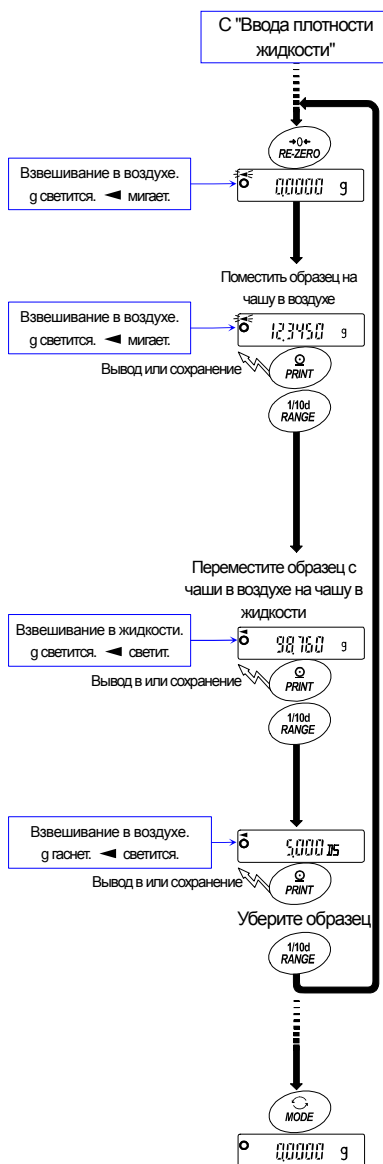 С "Ввода плотности
жидкости"
→0←
RE-ZERO
Взвешивание в воздухе.
g светится. ◄ мигает.
0.0000 g
Поместить образец на
чашу в воздухе
Взвешивание в воздухе.
g светится. ◄ мигает.
12.3450 g
Вывод или сохранение
PRINT
1/10d
RANGE
Переместите образец с
чаши в воздухе на чашу в
жидкости
Взвешивание в жидкости.
g светится. ◄ светит.
9.8760 g
Вывод в или сохранение
PRINT
1/10d
RANGE
Взвешивание в воздухе.
g гаснет. ◄ светится.
5.000 DS
Вывод в или сохранение
PRINT
Уберите образец
1/10d
RANGE
MODE
0.0000 g